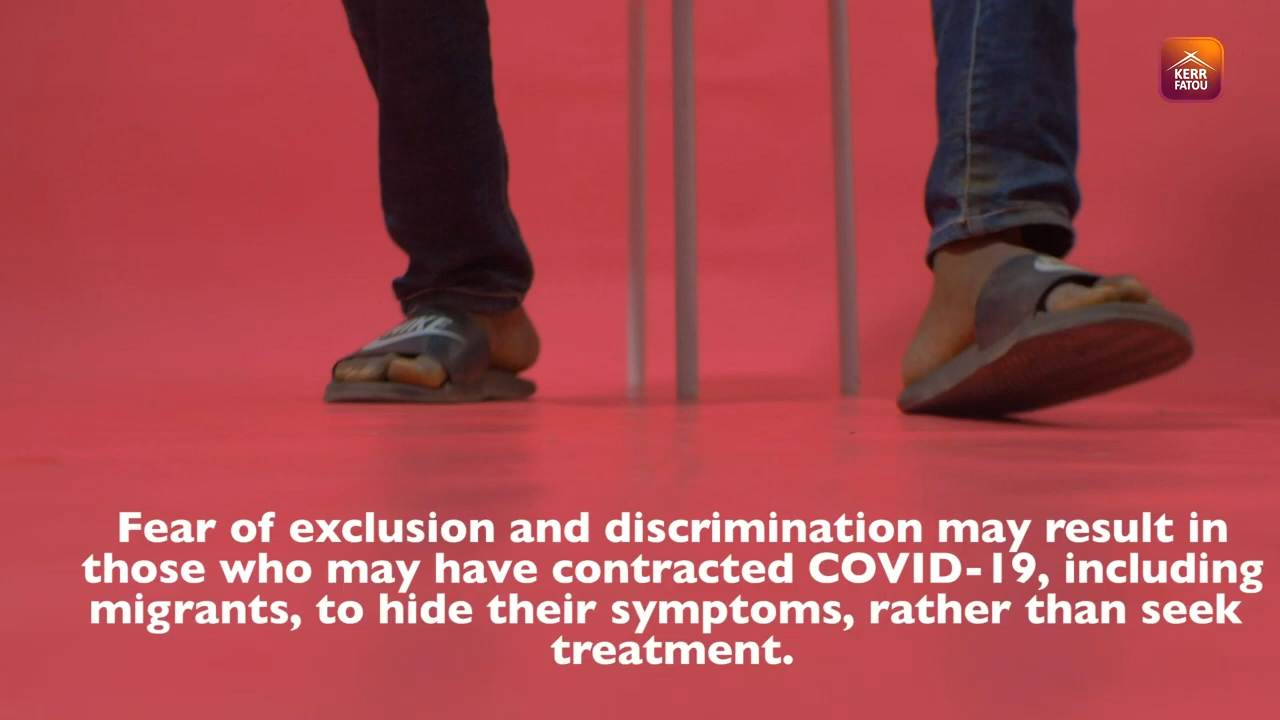 KERR
FATOU
NIKE
Fear of exclusion and discrimination may result in
those who may have contracted COVID-19, including
migrants, to hide their symptoms, rather than seek
treatment.